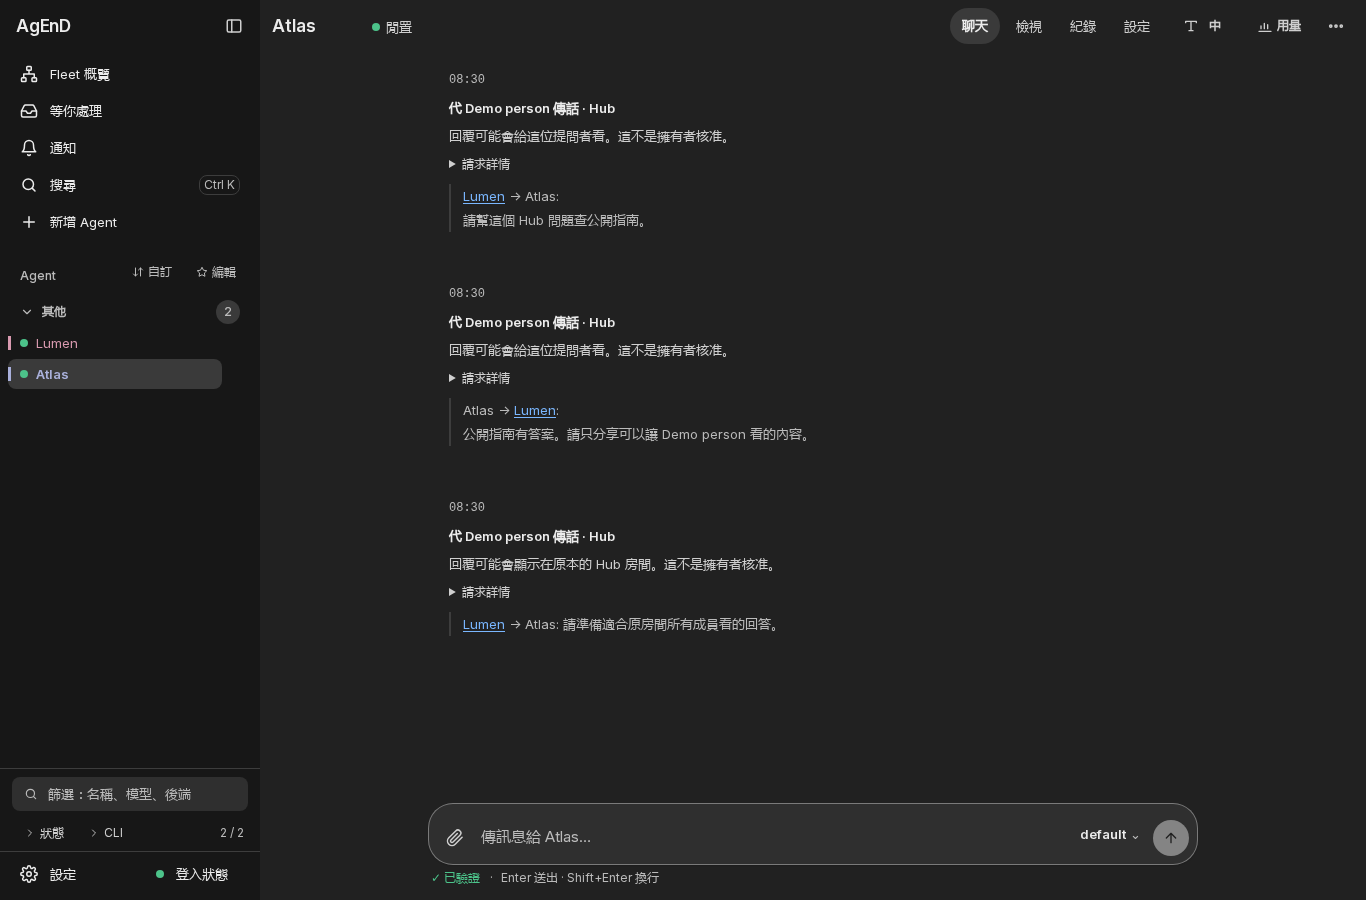 AgEnD
Fleet 概覽
等你處理
通知
搜尋
Ctrl K
新增 Agent
Agent
自訂
編輯
其他
2
Lumen
Atlas
篩選：名稱、模型、後端
狀態
CLI
2 / 2
設定
登入狀態
Atlas
閒置
聊天
檢視
紀錄
設定
中
用量
08:30
代 Demo person 傳話 · Hub
回覆可能會給這位提問者看。這不是擁有者核准。
請求詳情
Lumen → Atlas:
請幫這個 Hub 問題查公開指南。
08:30
代 Demo person 傳話 · Hub
回覆可能會給這位提問者看。這不是擁有者核准。
請求詳情
Atlas → Lumen:
公開指南有答案。請只分享可以讓 Demo person 看的內容。
08:30
代 Demo person 傳話 · Hub
回覆可能會顯示在原本的 Hub 房間。這不是擁有者核准。
請求詳情
Lumen → Atlas: 請準備適合原房間所有成員看的回答。
傳訊息給 Atlas...
default
✓ 已驗證 · Enter 送出 · Shift+Enter 換行